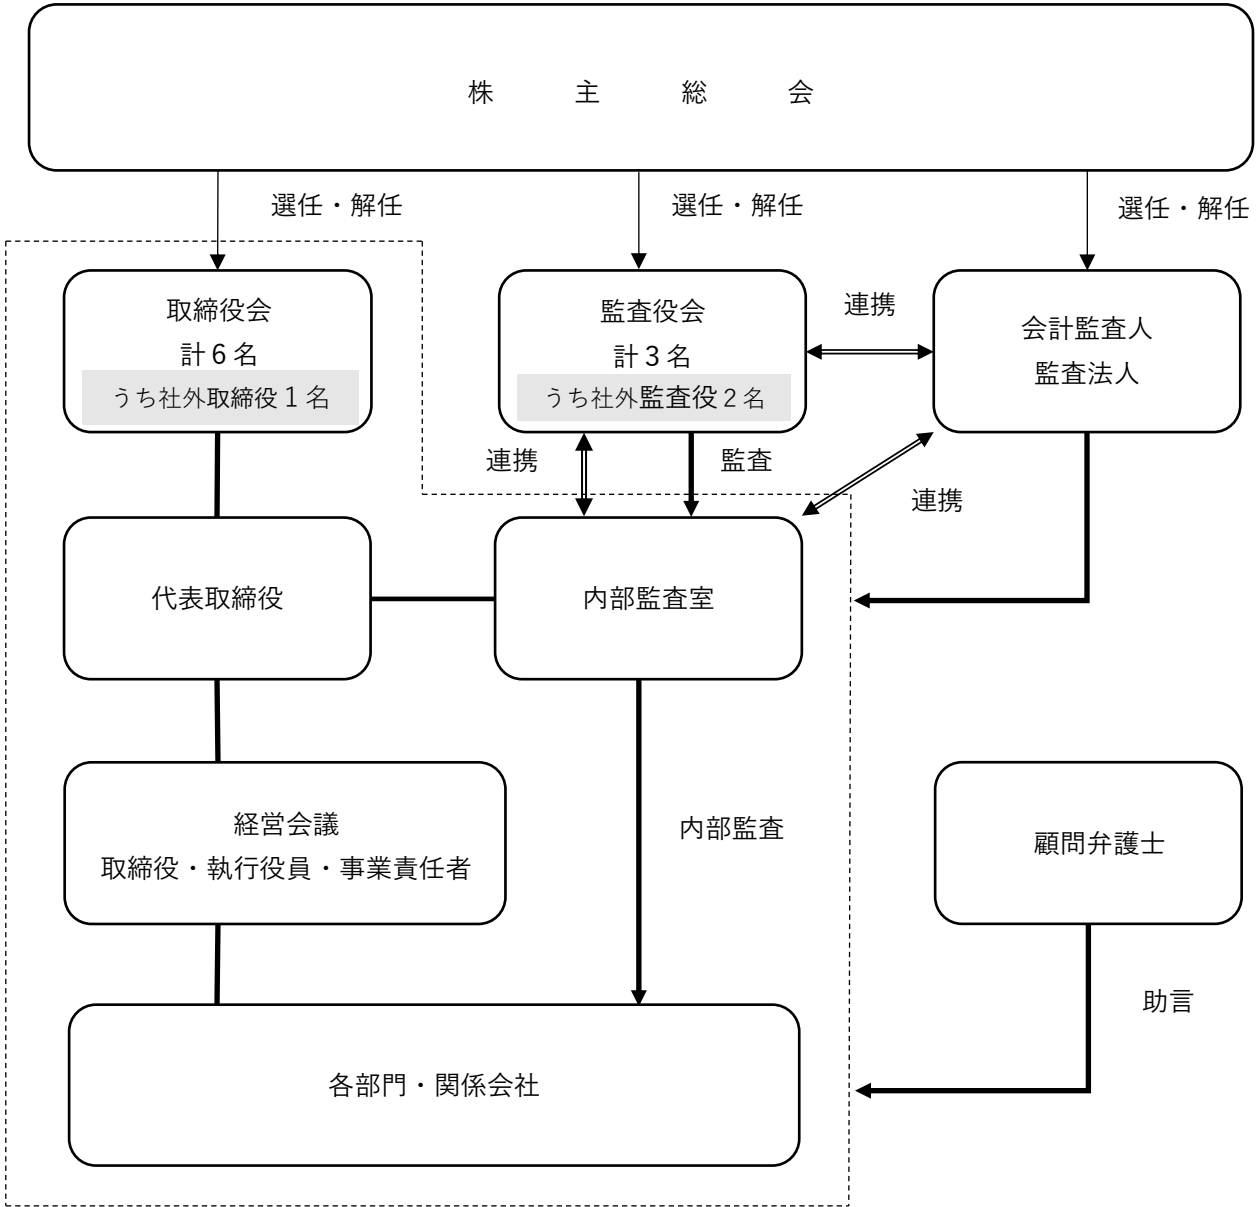 株主総会
選任・解任
選任・解任
選任・解任
取締役会
計６名
うち社外取締役１名
監査役会
計３名
うち社外監査役２名
連携
会計監査人
監査法人
連携
監査
連携
代表取締役
内部監査室
経営会議
取締役・執行役員・事業責任者
内部監査
顧問弁護士
助言
各部門・関係会社